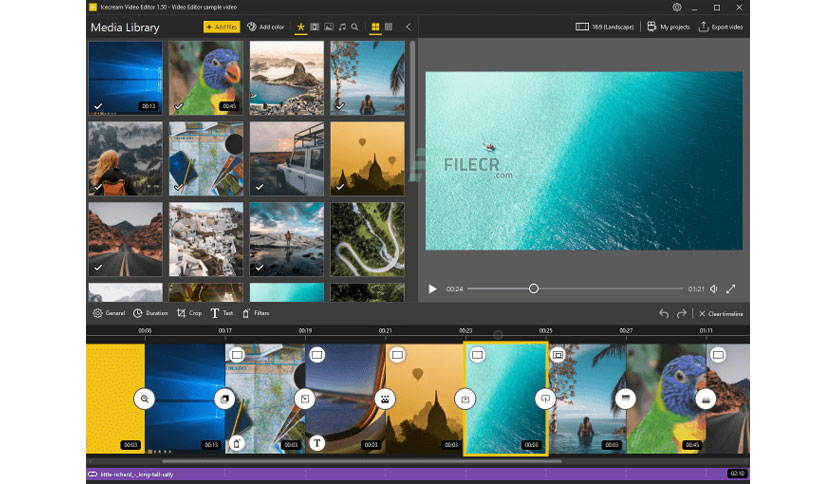 Icecream Video Editor 1.50 - Video Editor sample video
Media Library
Add files
Add color
16:9 (Landscape)
My projects
Export video
00:13
00:45
FILECR
.com
00:24
01:21
General
Duration
Crop
Text
Filters
Clear timeline
00:06
00:17
00:19
00:21
00:23
00:25
00:27
01:11
00:03
00:13
00:03
00:03
00:03
00:03
00:03
00:45
little-richard_-_long-tall-sally
02:10